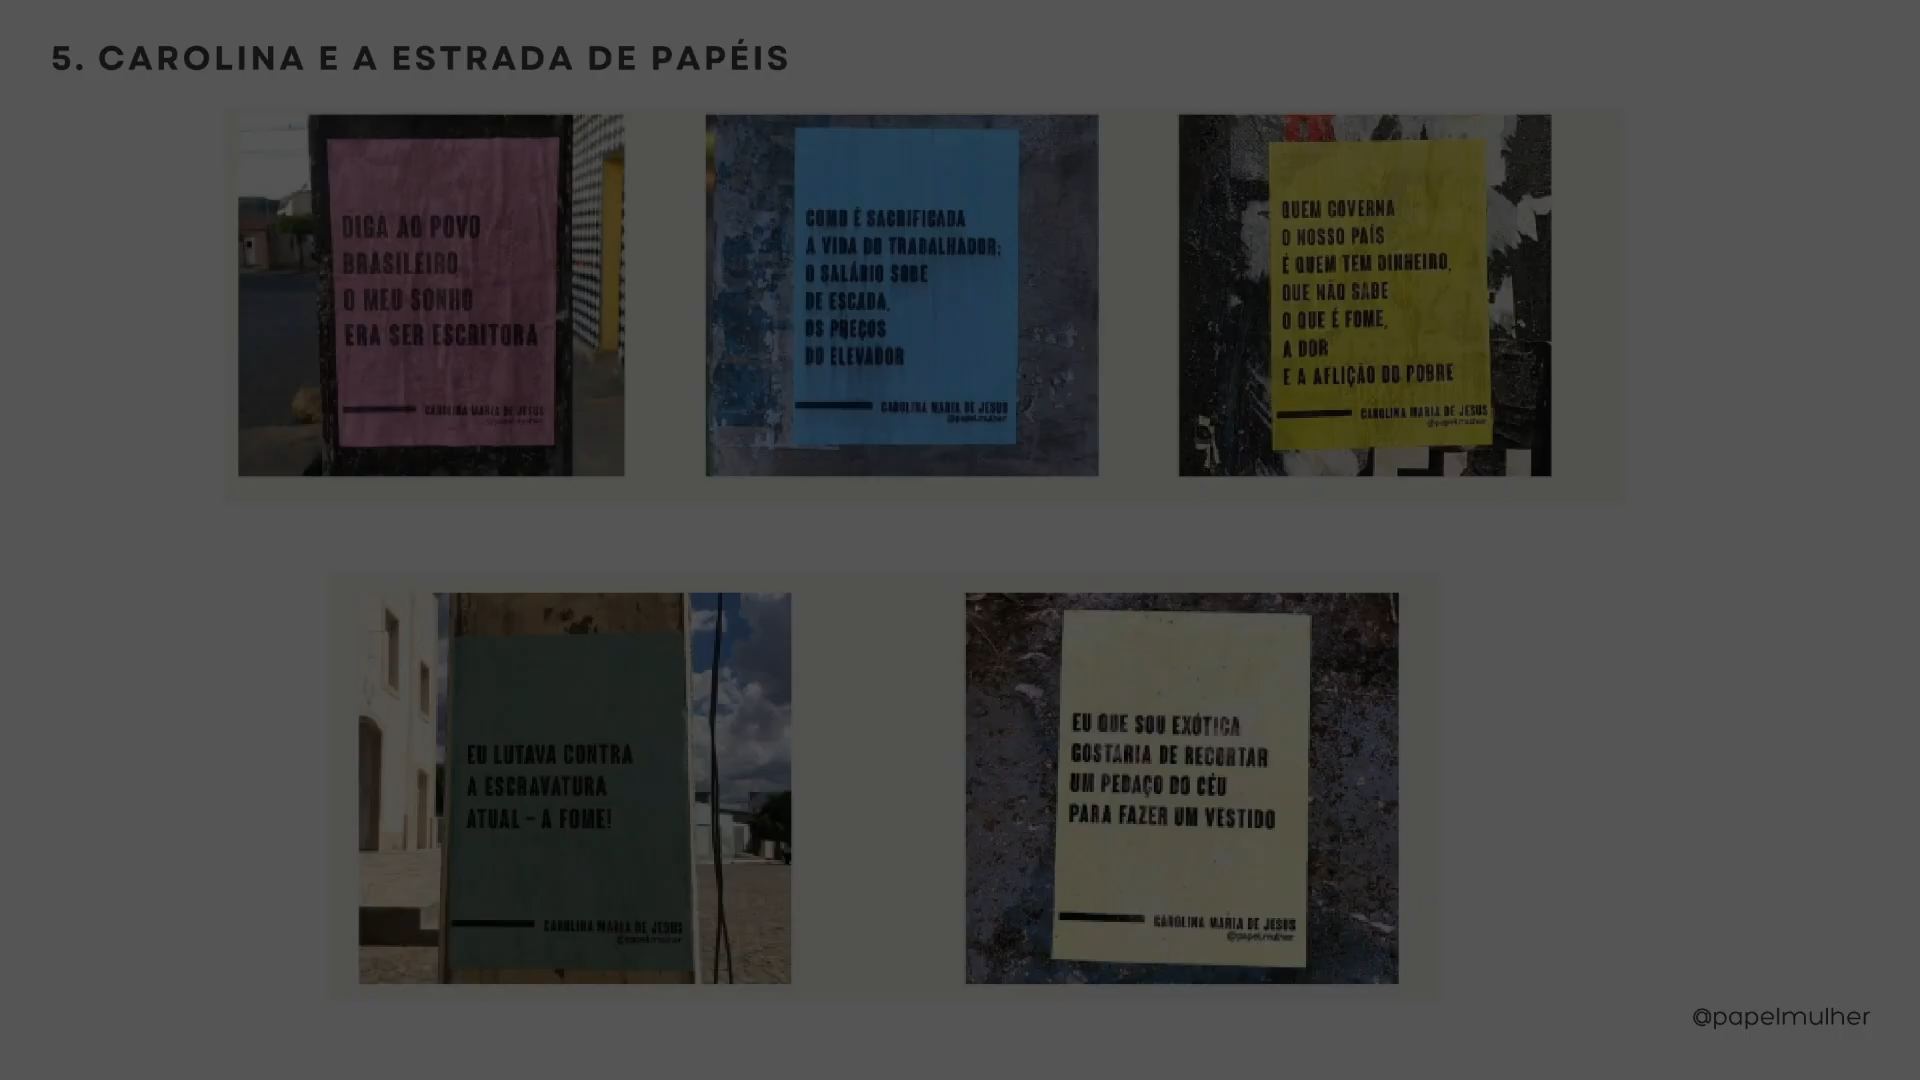 5. CAROLINA E A ESTRADA DE PAPÉIS
DIGA AO POVO
BRASILEIRO
O MEU SONHO
ERA SER ESCRITORA
CAROLINA MARIA DE JESUS
@papelmulher
COMO É SACRIFICADA
A VIDA DO TRABALHADOR:
O SALÁRIO SOBE
DE ESCADA,
OS PREÇOS
DO ELEVADOR
CAROLINA MARIA DE JESUS
@papelmulher
QUEM GOVERNA
O NOSSO PAÍS
É QUEM TEM DINHEIRO,
QUE NÃO SABE
O QUE É FOME,
A DOR
E A AFLIÇÃO DO POBRE
CAROLINA MARIA DE JESUS
@papelmulher
EU LUTAVA CONTRA
A ESCRAVATURA
ATUAL – A FOME!
CAROLINA MARIA DE JESUS
@papelmulher
EU QUE SOU EXÓTICA
GOSTARIA DE RECORTAR
UM PEDAÇO DO CÉU
PARA FAZER UM VESTIDO
CAROLINA MARIA DE JESUS
@papelmulher
@papelmulher